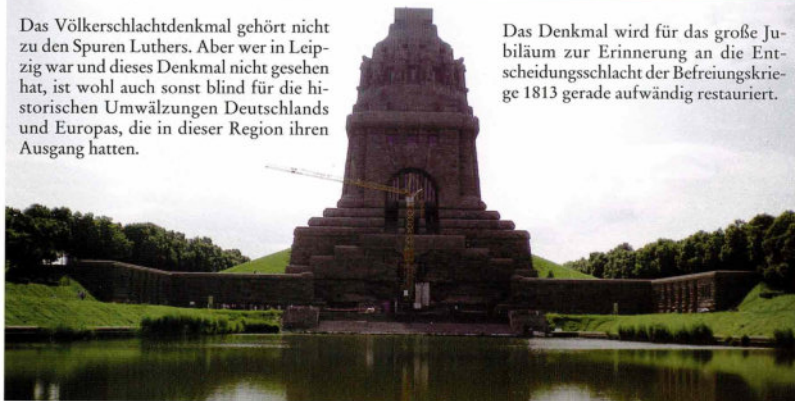 Das Völkerschlachtdenkmal gehört nicht
zu den Spuren Luthers. Aber wer in Leip-
zig war und dieses Denkmal nicht gesehen
hat, ist wohl auch sonst blind für die hi-
storischen Umwälzungen Deutschlands
und Europas, die in dieser Region ihren
Ausgang hatten.
Das Denkmal wird für das große Ju-
biläum zur Erinnerung an die Ent-
scheidungsschlacht der Befreiungskrie-
ge 1813 gerade aufwändig restauriert.